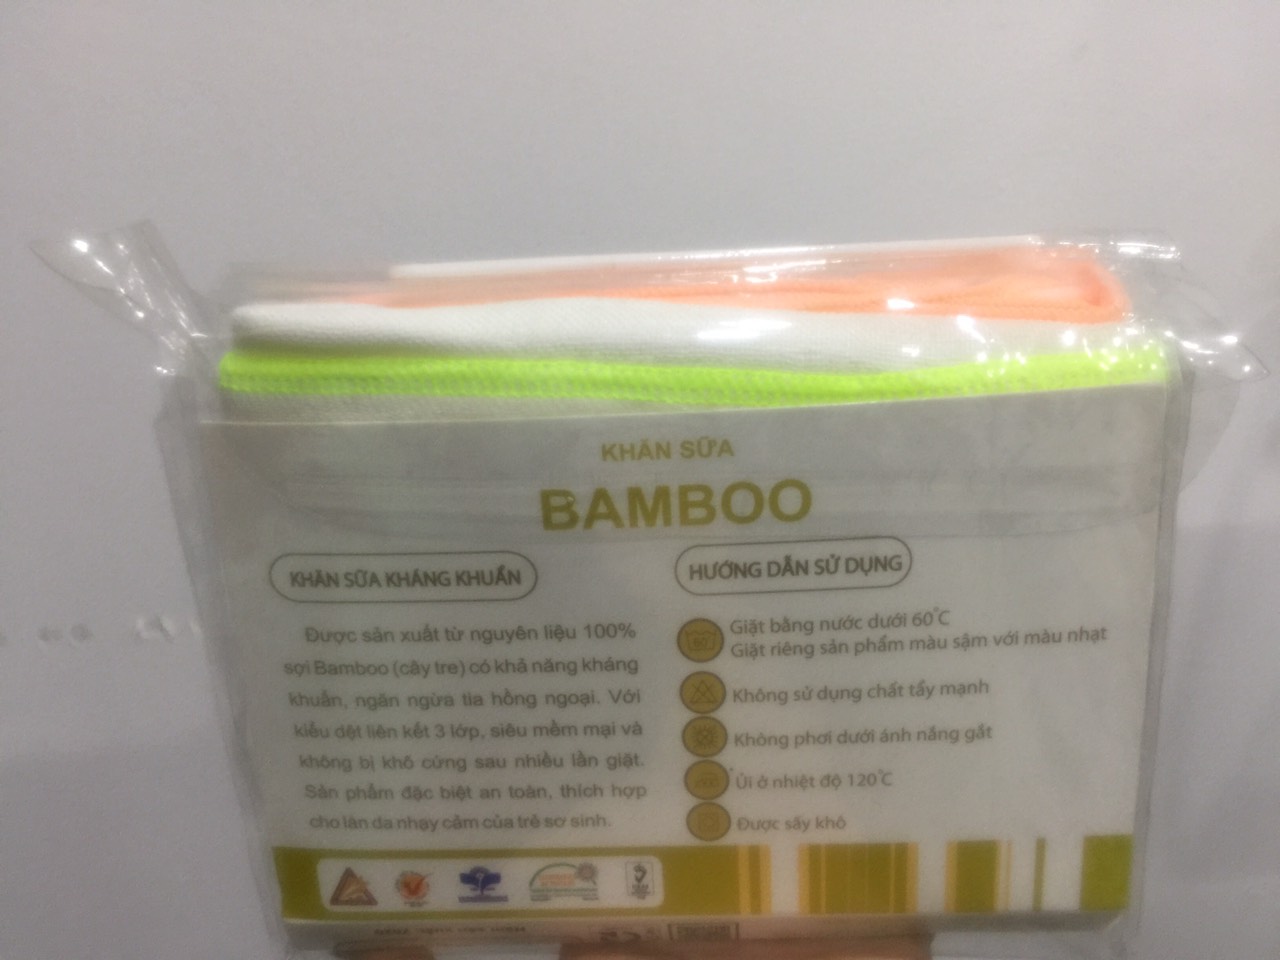 KHĂN SỮA
BAMBOO
KHĂN SỮA KHÁNG KHUẨN
Được sản xuất từ nguyên liệu 100%
sợi Bamboo (cây tre) có khả năng kháng
khuẩn, ngăn ngừa tia hồng ngoại. Với
kiểu dệt liên kết 3 lớp, siêu mềm mại và
không bị khô cứng sau nhiều lần giặt.
Sản phẩm đặc biệt an toàn, thích hợp
cho làn da nhạy cảm của trẻ sơ sinh.
HƯỚNG DẪN SỬ DỤNG
60°
Giặt bằng nước dưới 60°C
Giặt riêng sản phẩm màu sậm với màu nhạt
Không sử dụng chất tẩy mạnh
Không phơi dưới ánh nắng gắt
Ủi ở nhiệt độ 120°C
Được sấy khô